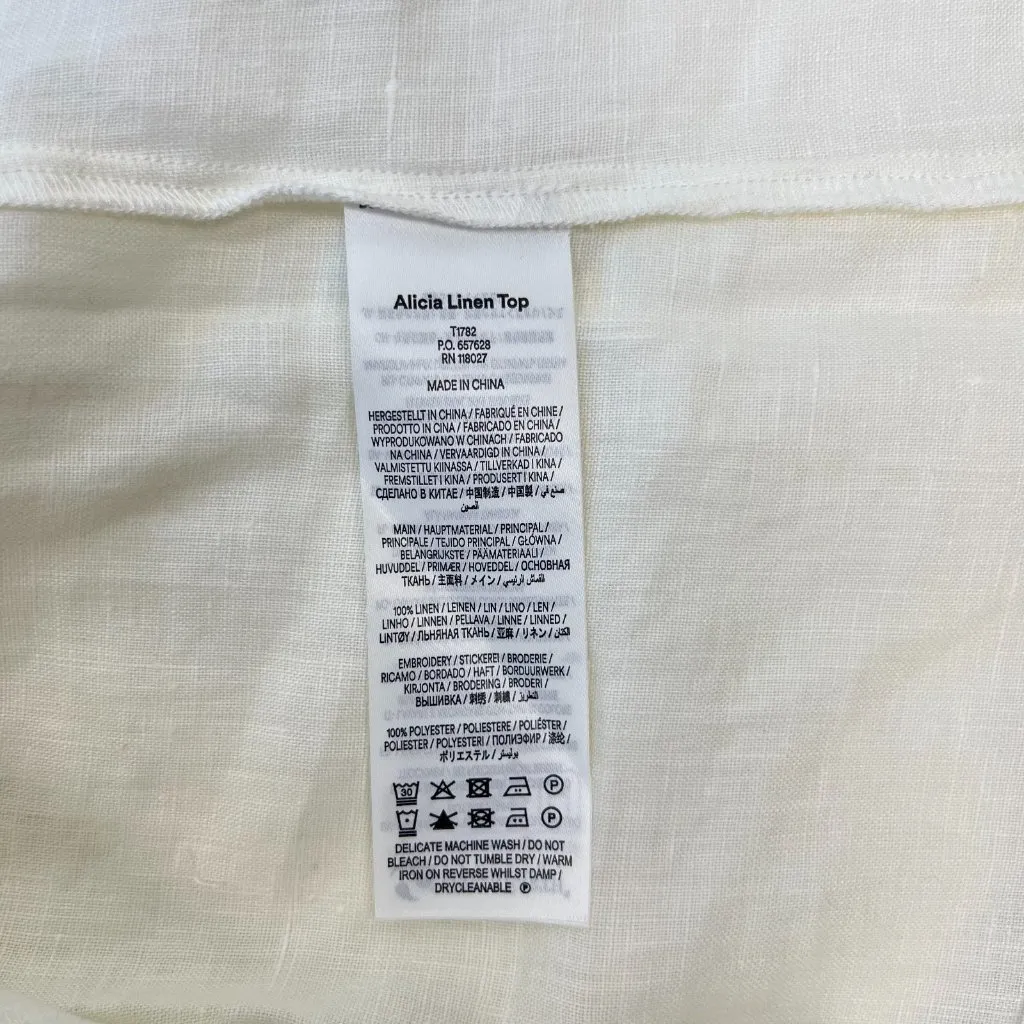 Alicia Linen Top
T1782
P.O. 657628
RN 118027
MADE IN CHINA
HERGESTELLT IN CHINA / FABRIQUÉ EN CHINE /
PRODOTTO IN CINA / FABRICADO EN CHINA /
WYPRODUKOWANO W CHINACH / FABRICADO
NA CHINA / VERVAARDIGD IN CHINA /
VALMISTETTU KIINASSA / TILLVERKAD I KINA /
FREMSTILLET I KINA / PRODUSERT I KINA /
СДЕЛАНО В КИТАЕ / 中国制造 / 中国製 / صنع في
الصين
MAIN / HAUPTMATERIAL / PRINCIPAL /
PRINCIPALE / TEJIDO PRINCIPAL / GŁÓWNA /
BELANGRIJKSTE / PÄÄMATERIAALI /
HUVUDDEL / PRIMÆR / HOVEDDEL / ОСНОВНАЯ
ТКАНЬ / 主面料 / メイン / القماش الرئيسي
100% LINEN / LEINEN / LIN / LINO / LEN /
LINHO / LINNEN / PELLAVA / LINNE / LINNED /
LINTØY / ЛЬНЯНАЯ ТКАНЬ / 亚麻 / リネン / الكتان
EMBROIDERY / STICKEREI / BRODERIE /
RICAMO / BORDADO / HAFT / BORDUURWERK /
KIRJONTA / BRODERING / BRODERI /
ВЫШИВКА / 刺绣 / 刺繍 / التطريز
100% POLYESTER / POLIESTERE / POLIÉSTER /
POLIESTER / POLYESTERI / ПОЛИЭФИР / 涤纶 /
ポリエステル / بوليستر
30 P
P
DELICATE MACHINE WASH / DO NOT
BLEACH / DO NOT TUMBLE DRY / WARM
IRON ON REVERSE WHILST DAMP /
DRYCLEANABLE Ⓟ